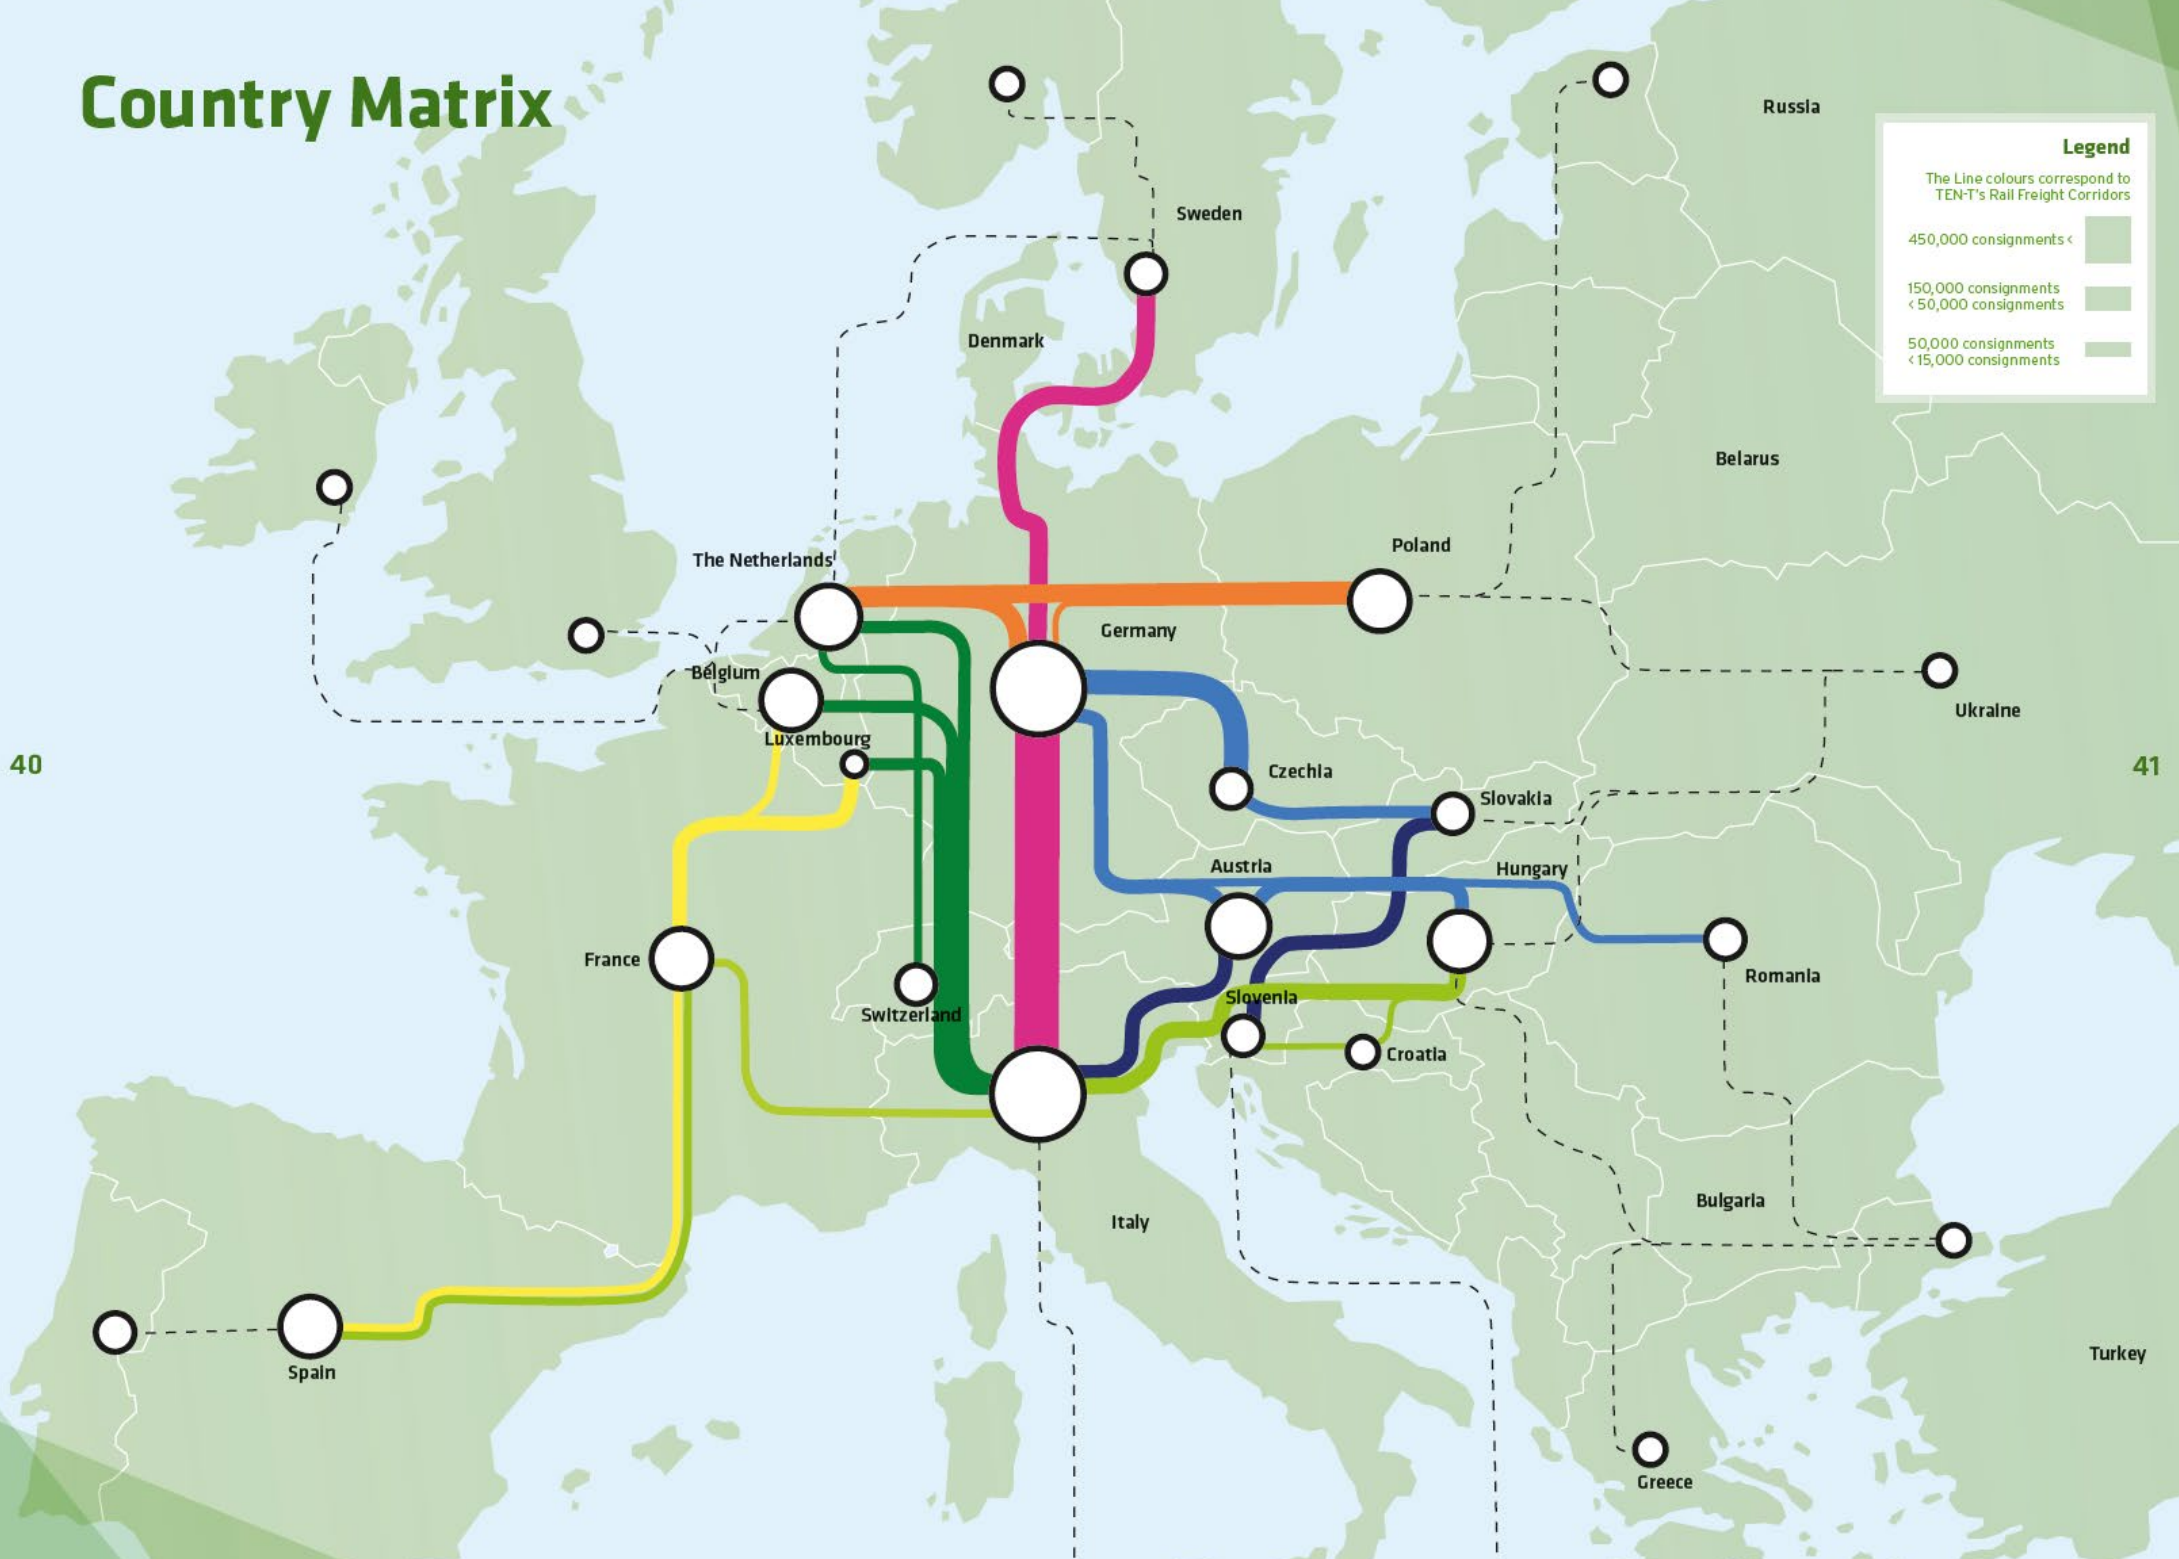 Country Matrix
Russia
Legend
The Line colours correspond to
TEN-T's Rail Freight Corridors
450,000 consignments <
150,000 consignments
< 50,000 consignments
50,000 consignments
< 15,000 consignments
Sweden
Denmark
Belarus
Poland
The Netherlands
Germany
Belgium
Ukraine
Luxembourg
40
41
Czechia
Slovakia
Austria
Hungary
France
Romania
Slovenia
Switzerland
Croatia
Bulgaria
Italy
Turkey
Spain
Greece